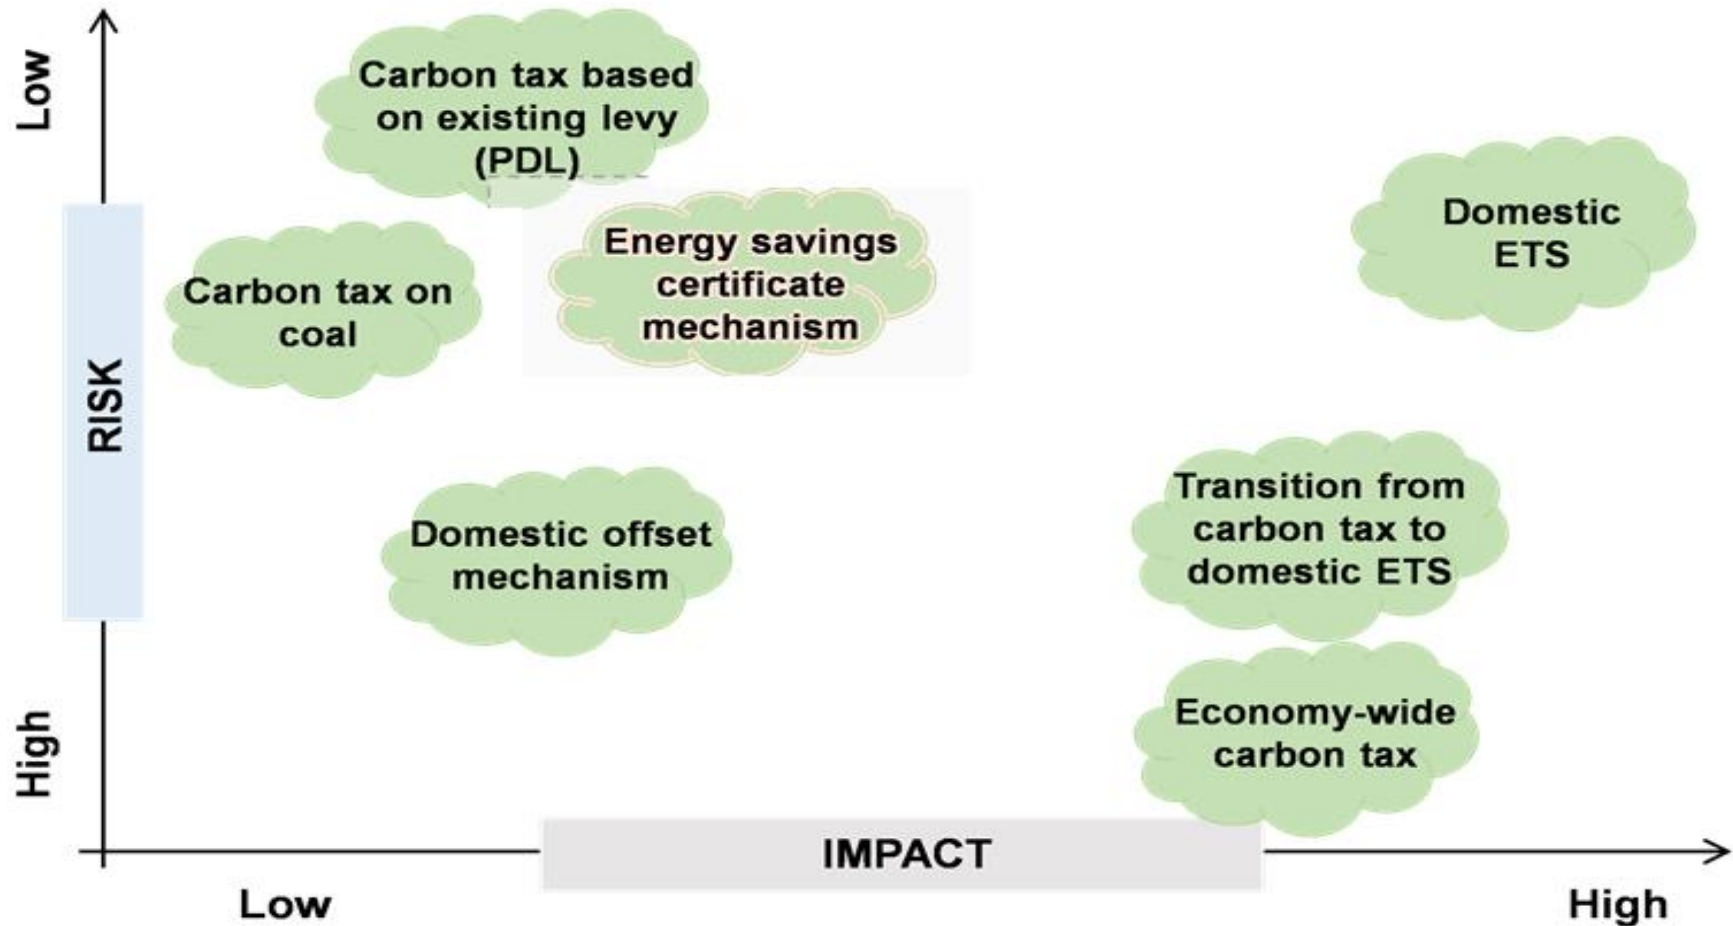 Low
Carbon tax based
on existing levy
(PDL)
Domestic
ETS
Energy savings
certificate
mechanism
Carbon tax on
coal
RISK
Transition from
carbon tax to
domestic ETS
Domestic offset
mechanism
High
Economy-wide
carbon tax
IMPACT
Low
High